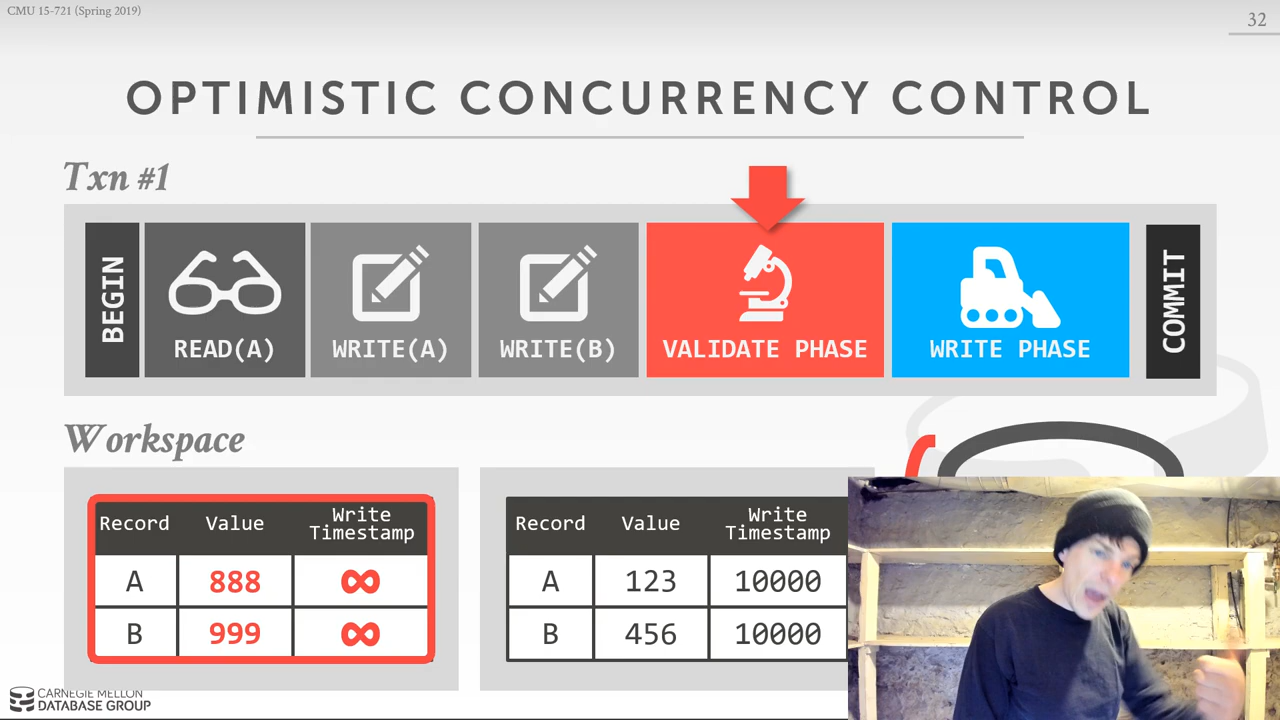 CMU 15-721 (Spring 2019)
32
OPTIMISTIC CONCURRENCY CONTROL
Txn #1
BEGIN
READ(A)
WRITE(A)
WRITE(B)
VALIDATE PHASE
WRITE PHASE
COMMIT
Workspace
Record Value Write Timestamp
A 888 ∞
B 999 ∞
Record Value Write Timestamp
A 123 10000
B 456 10000
CARNEGIE MELLON
DATABASE GROUP